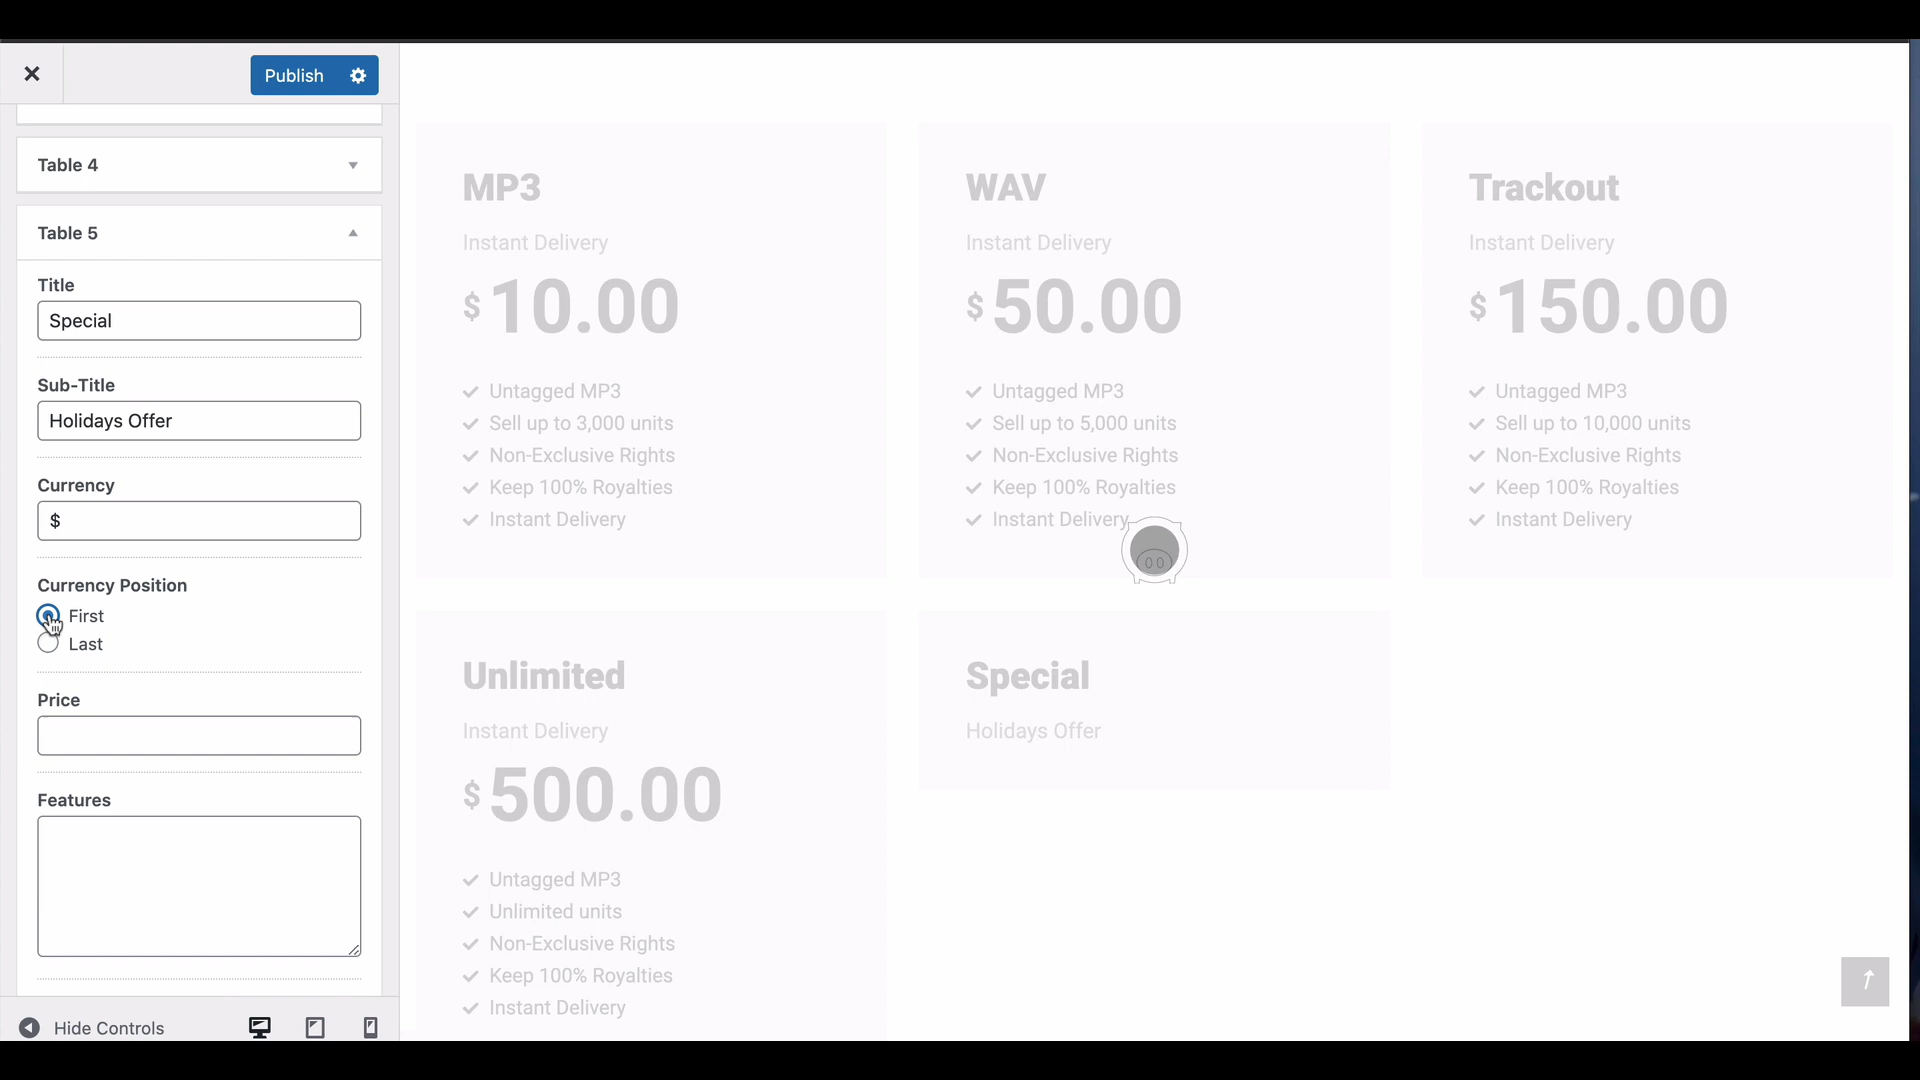 Publish
Table 4
Table 5
Title
Special
Sub-Title
Holidays Offer
Currency
$
Currency Position
First
Last
Price
Features
Hide Controls
MP3
Instant Delivery
$ 10.00
Untagged MP3
Sell up to 3,000 units
Non-Exclusive Rights
Keep 100% Royalties
Instant Delivery
WAV
Instant Delivery
$ 50.00
Untagged MP3
Sell up to 5,000 units
Non-Exclusive Rights
Keep 100% Royalties
Instant Delivery
Trackout
Instant Delivery
$ 150.00
Untagged MP3
Sell up to 10,000 units
Non-Exclusive Rights
Keep 100% Royalties
Instant Delivery
Unlimited
Instant Delivery
$ 500.00
Untagged MP3
Unlimited units
Non-Exclusive Rights
Keep 100% Royalties
Instant Delivery
Special
Holidays Offer